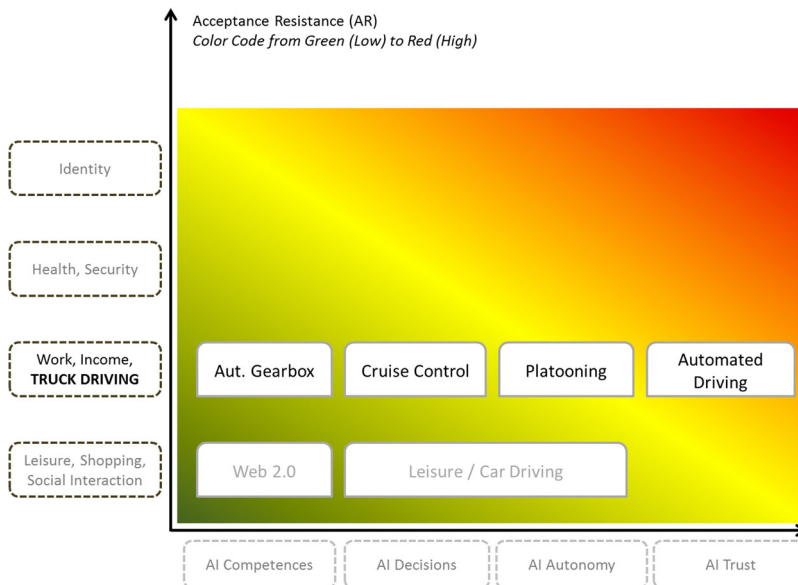 Acceptance Resistance (AR)
Color Code from Green (Low) to Red (High)
Identity
Health, Security
Work, Income,
TRUCK DRIVING
Aut. Gearbox
Cruise Control
Platooning
Automated
Driving
Leisure, Shopping,
Social Interaction
Web 2.0
Leisure / Car Driving
AI Competences
AI Decisions
AI Autonomy
AI Trust